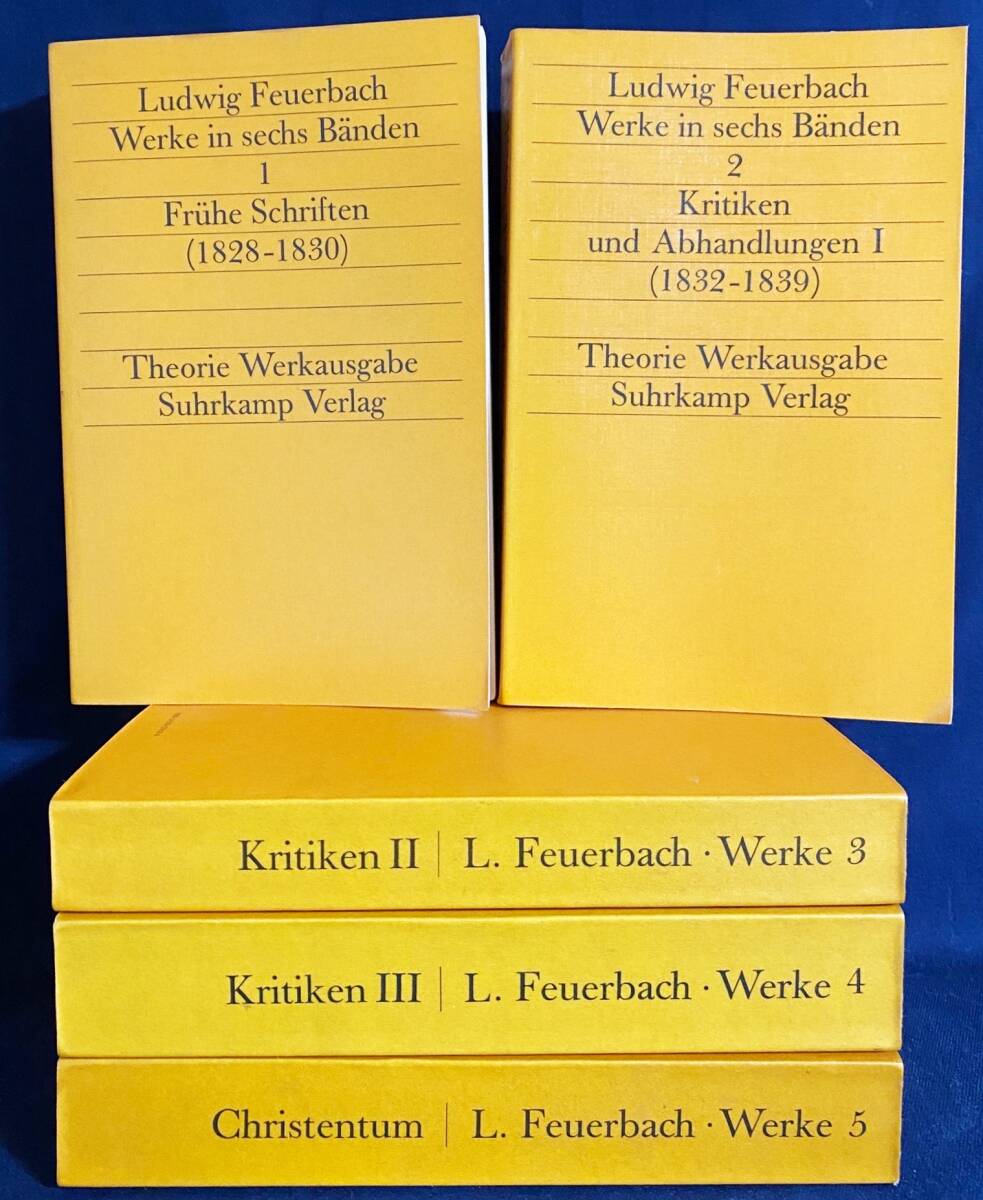 Ludwig Feuerbach
Werke in sechs Bänden
1
Frühe Schriften
(1828-1830)
Theorie Werkausgabe
Suhrkamp Verlag
Ludwig Feuerbach
Werke in sechs Bänden
2
Kritiken
und Abhandlungen I
(1832-1839)
Theorie Werkausgabe
Suhrkamp Verlag
Kritiken II | L. Feuerbach · Werke 3
Kritiken III | L. Feuerbach · Werke 4
Christentum | L. Feuerbach · Werke 5